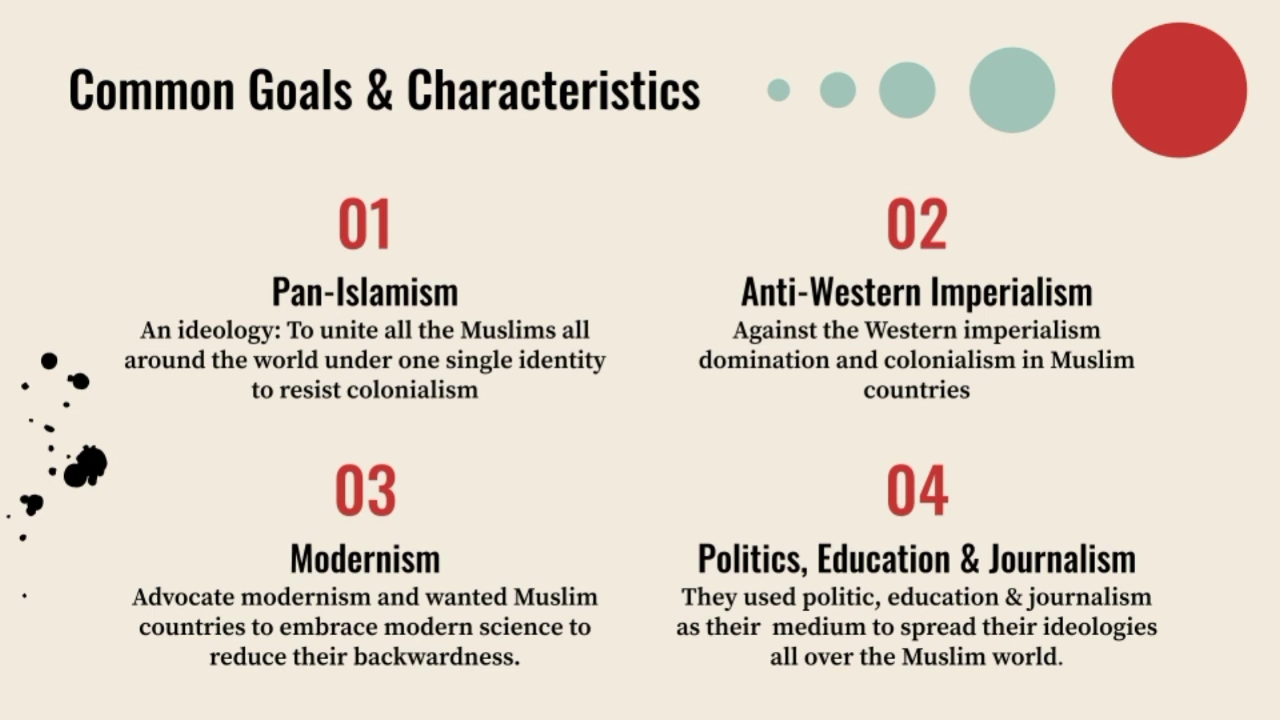 Common Goals & Characteristics
01
Pan-Islamism
An ideology: To unite all the Muslims all
around the world under one single identity
to resist colonialism
02
Anti-Western Imperialism
Against the Western imperialism
domination and colonialism in Muslim
countries
03
Modernism
Advocate modernism and wanted Muslim
countries to embrace modern science to
reduce their backwardness.
04
Politics, Education & Journalism
They used politic, education & journalism
as their  medium to spread their ideologies
all over the Muslim world.